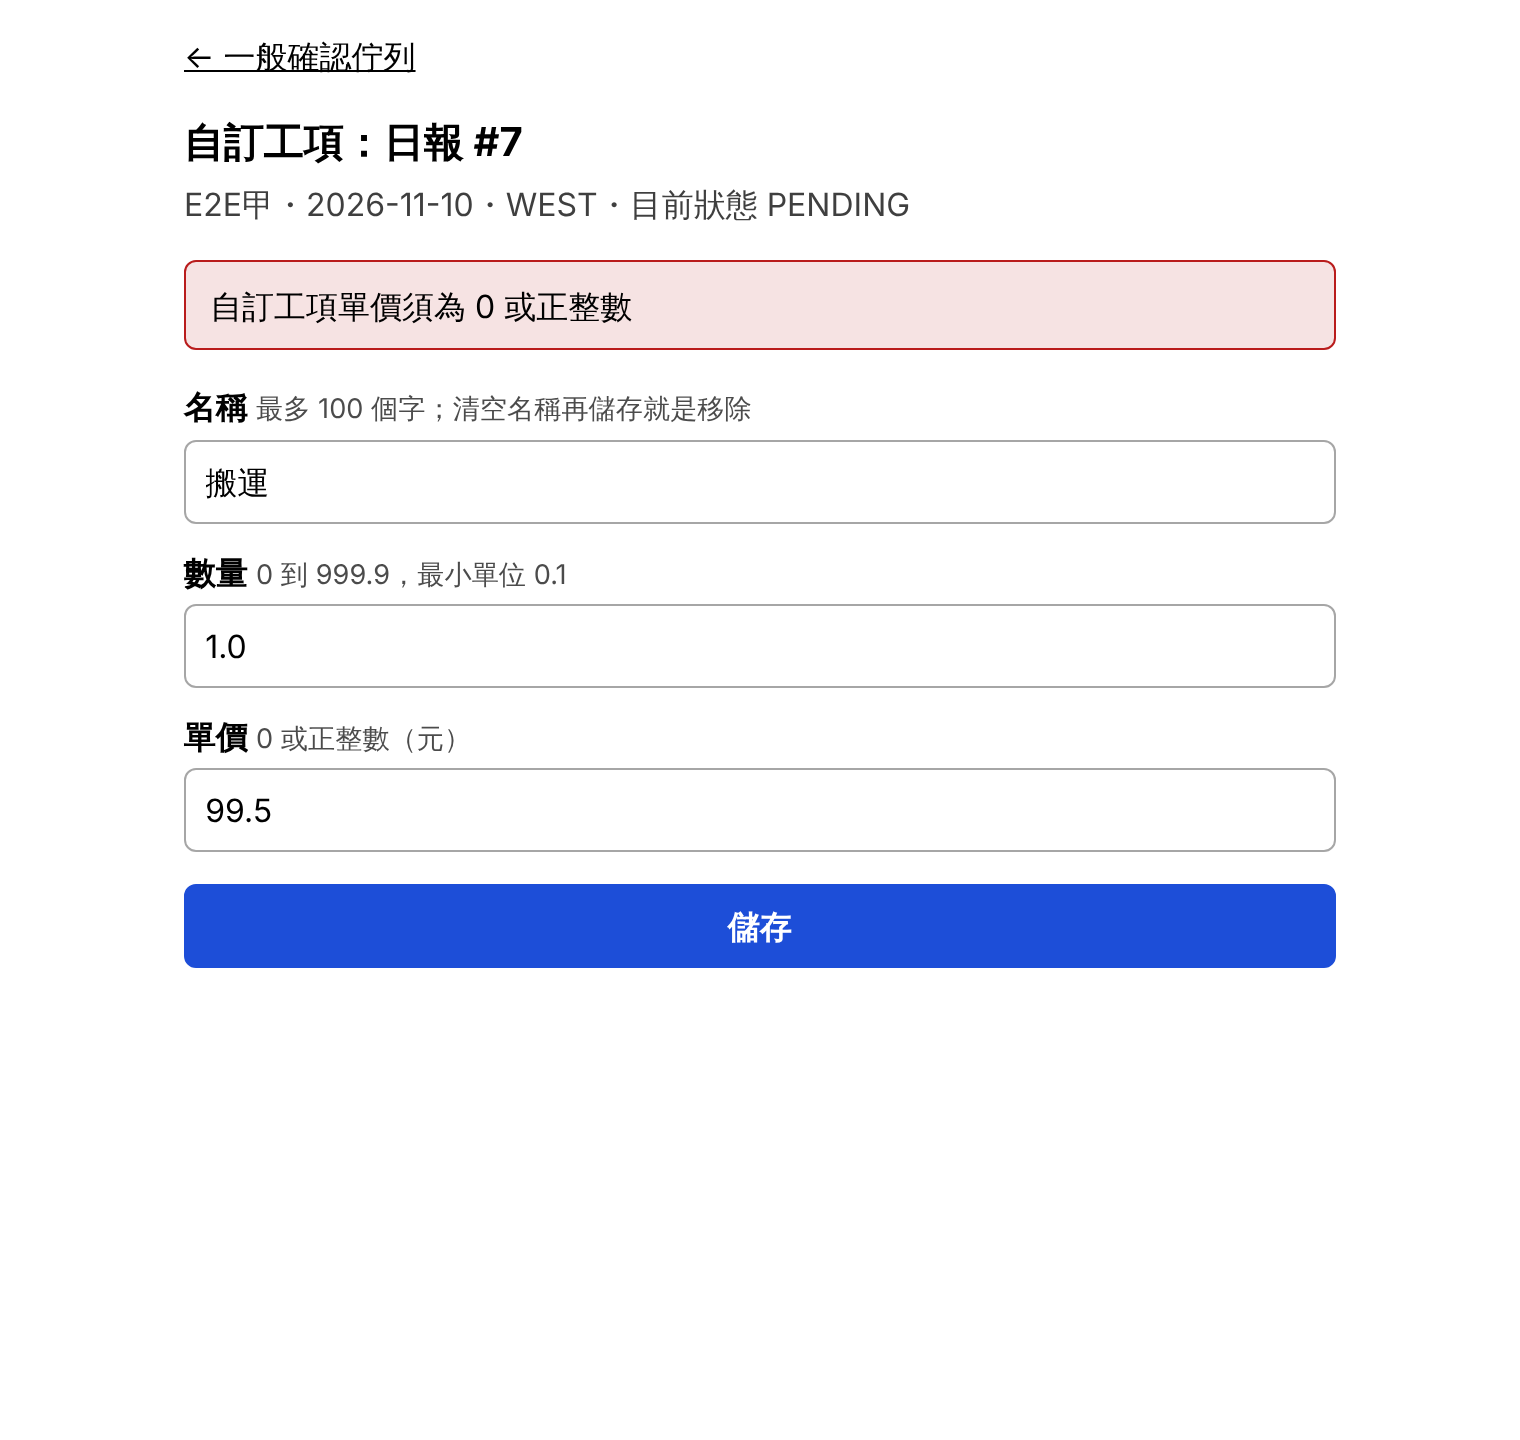 ← 一般確認佇列
自訂工項：日報 #7
E2E甲・2026-11-10・WEST・目前狀態 PENDING
自訂工項單價須為 0 或正整數
名稱 最多 100 個字；清空名稱再儲存就是移除
搬運
數量 0 到 999.9，最小單位 0.1
1.0
單價 0 或正整數（元）
99.5
儲存